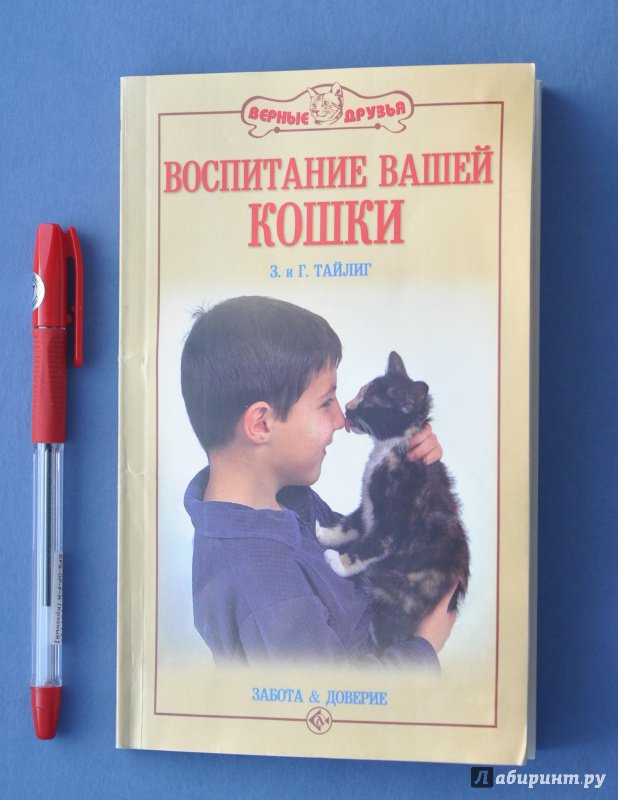 ВЕРНЫЕ ДРУЗЬЯ
ВОСПИТАНИЕ ВАШЕЙ
КОШКИ
З. и Г. ТАЙЛИГ
ЗАБОТА & ДОВЕРИЕ
Лабиринт.ру